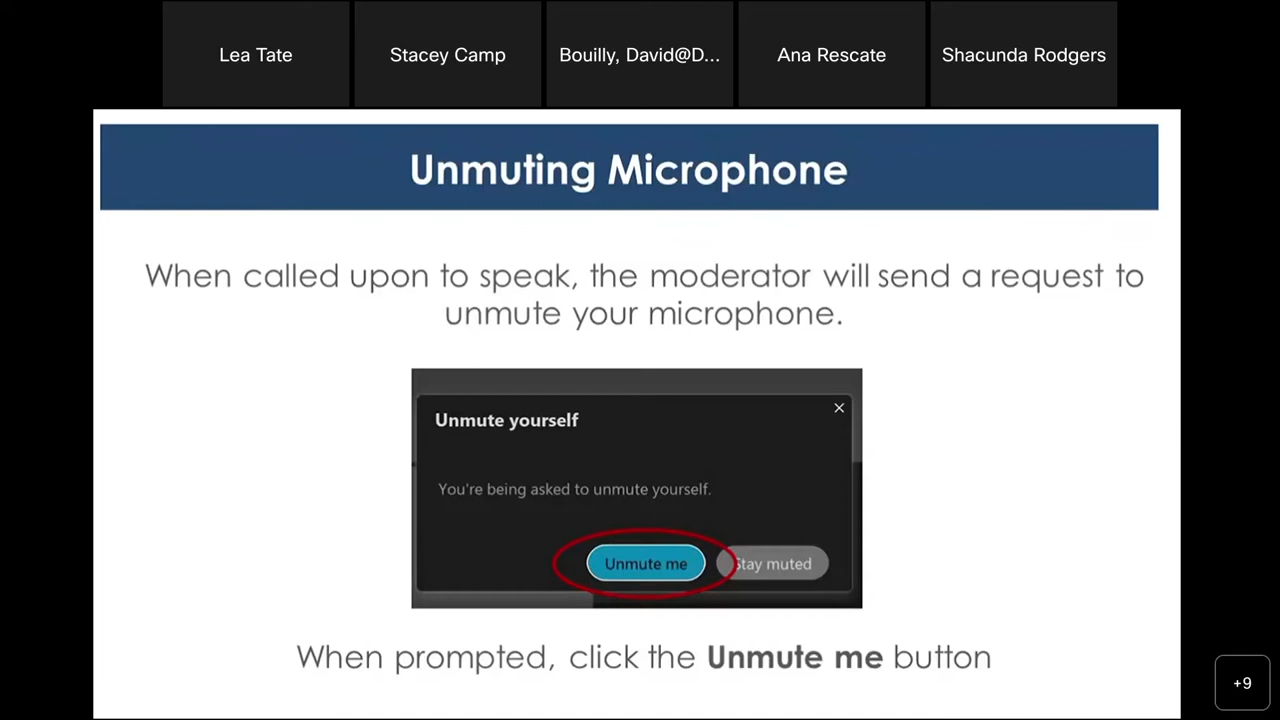 Lea Tate
Stacey Camp
Bouilly, David@D...
Ana Rescate
Shacunda Rodgers
Unmuting Microphone
When called upon to speak, the moderator will send a request to
unmute your microphone.
Unmute yourself
You're being asked to unmute yourself.
Unmute me
Stay muted
When prompted, click the Unmute me button
+9